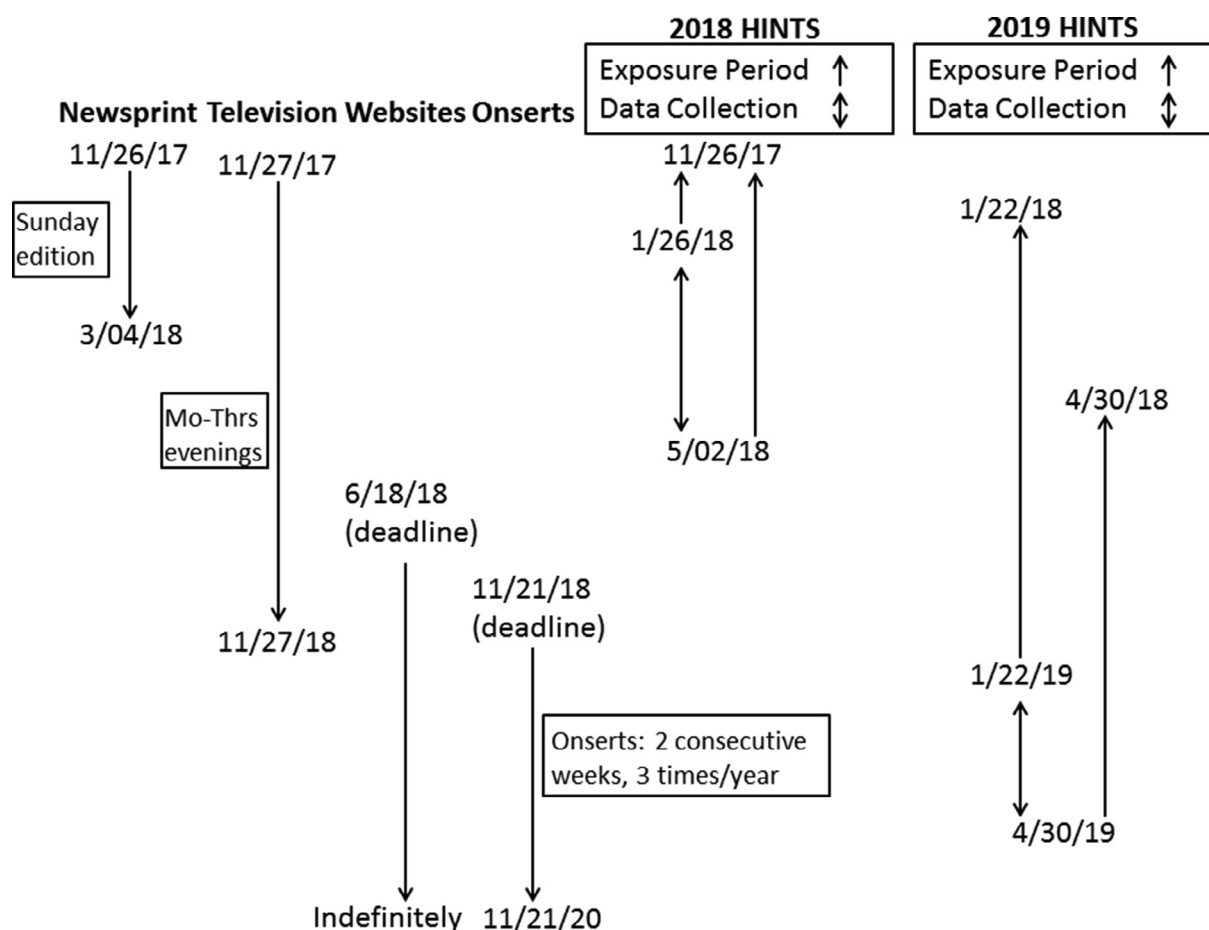 2018 HINTS
Exposure Period
Data Collection
2019 HINTS
Exposure Period
Data Collection
Newsprint Television Websites Onserts
11/26/17
Sunday
edition
3/04/18
11/27/17
Mo-Thrs
evenings
11/27/18
6/18/18
(deadline)
Indefinitely
11/21/18
(deadline)
Onserts: 2 consecutive
weeks, 3 times/year
11/21/20
11/26/17
1/26/18
5/02/18
1/22/18
4/30/18
1/22/19
4/30/19